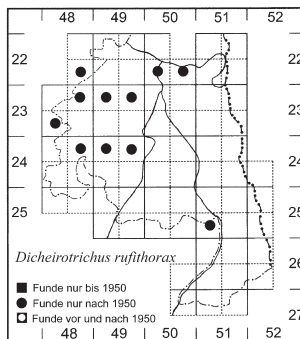 48 49 50 51 52
22
23
24
25
26
27
Dicheirotrichus rufithorax
Funde nur bis 1950
Funde nur nach 1950
Funde vor und nach 1950
48 49 50 51 52